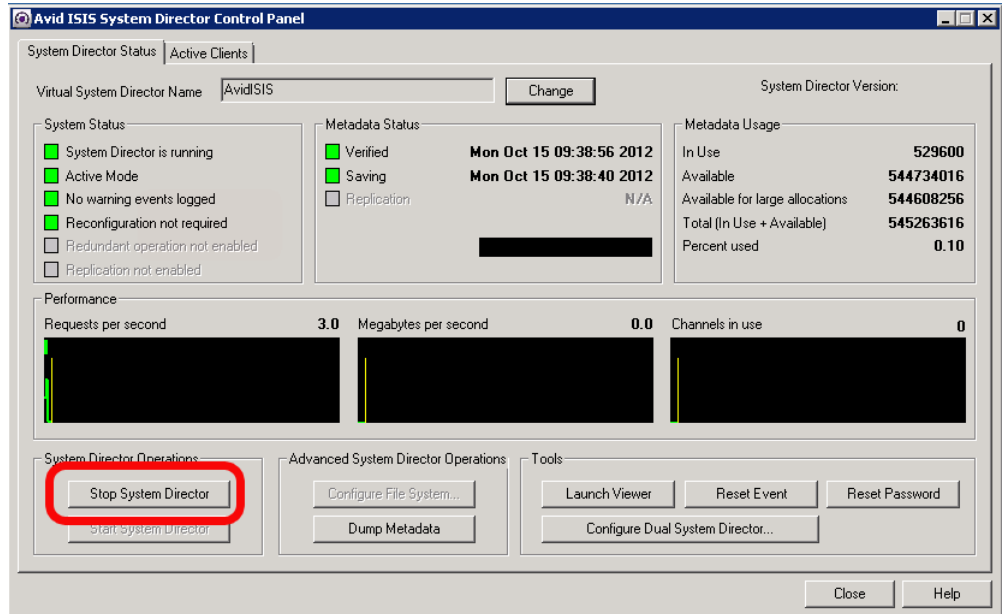 Avid ISIS System Director Control Panel
System Director Status
Active Clients
Virtual System Director Name
AvidISIS
Change
System Director Version:
System Status
System Director is running
Active Mode
No warning events logged
Reconfiguration not required
Redundant operation not enabled
Replication not enabled
Metadata Status
Verified Mon Oct 15 09:38:56 2012
Saving Mon Oct 15 09:38:40 2012
Replication N/A
Metadata Usage
In Use 529600
Available 544734016
Available for large allocations 544608256
Total (In Use + Available) 545263616
Percent used 0.10
Performance
Requests per second 3.0
Megabytes per second 0.0
Channels in use 0
System Director Operations
Stop System Director
Start System Director
Advanced System Director Operations
Configure File System...
Dump Metadata
Tools
Launch Viewer
Reset Event
Reset Password
Configure Dual System Director...
Close
Help